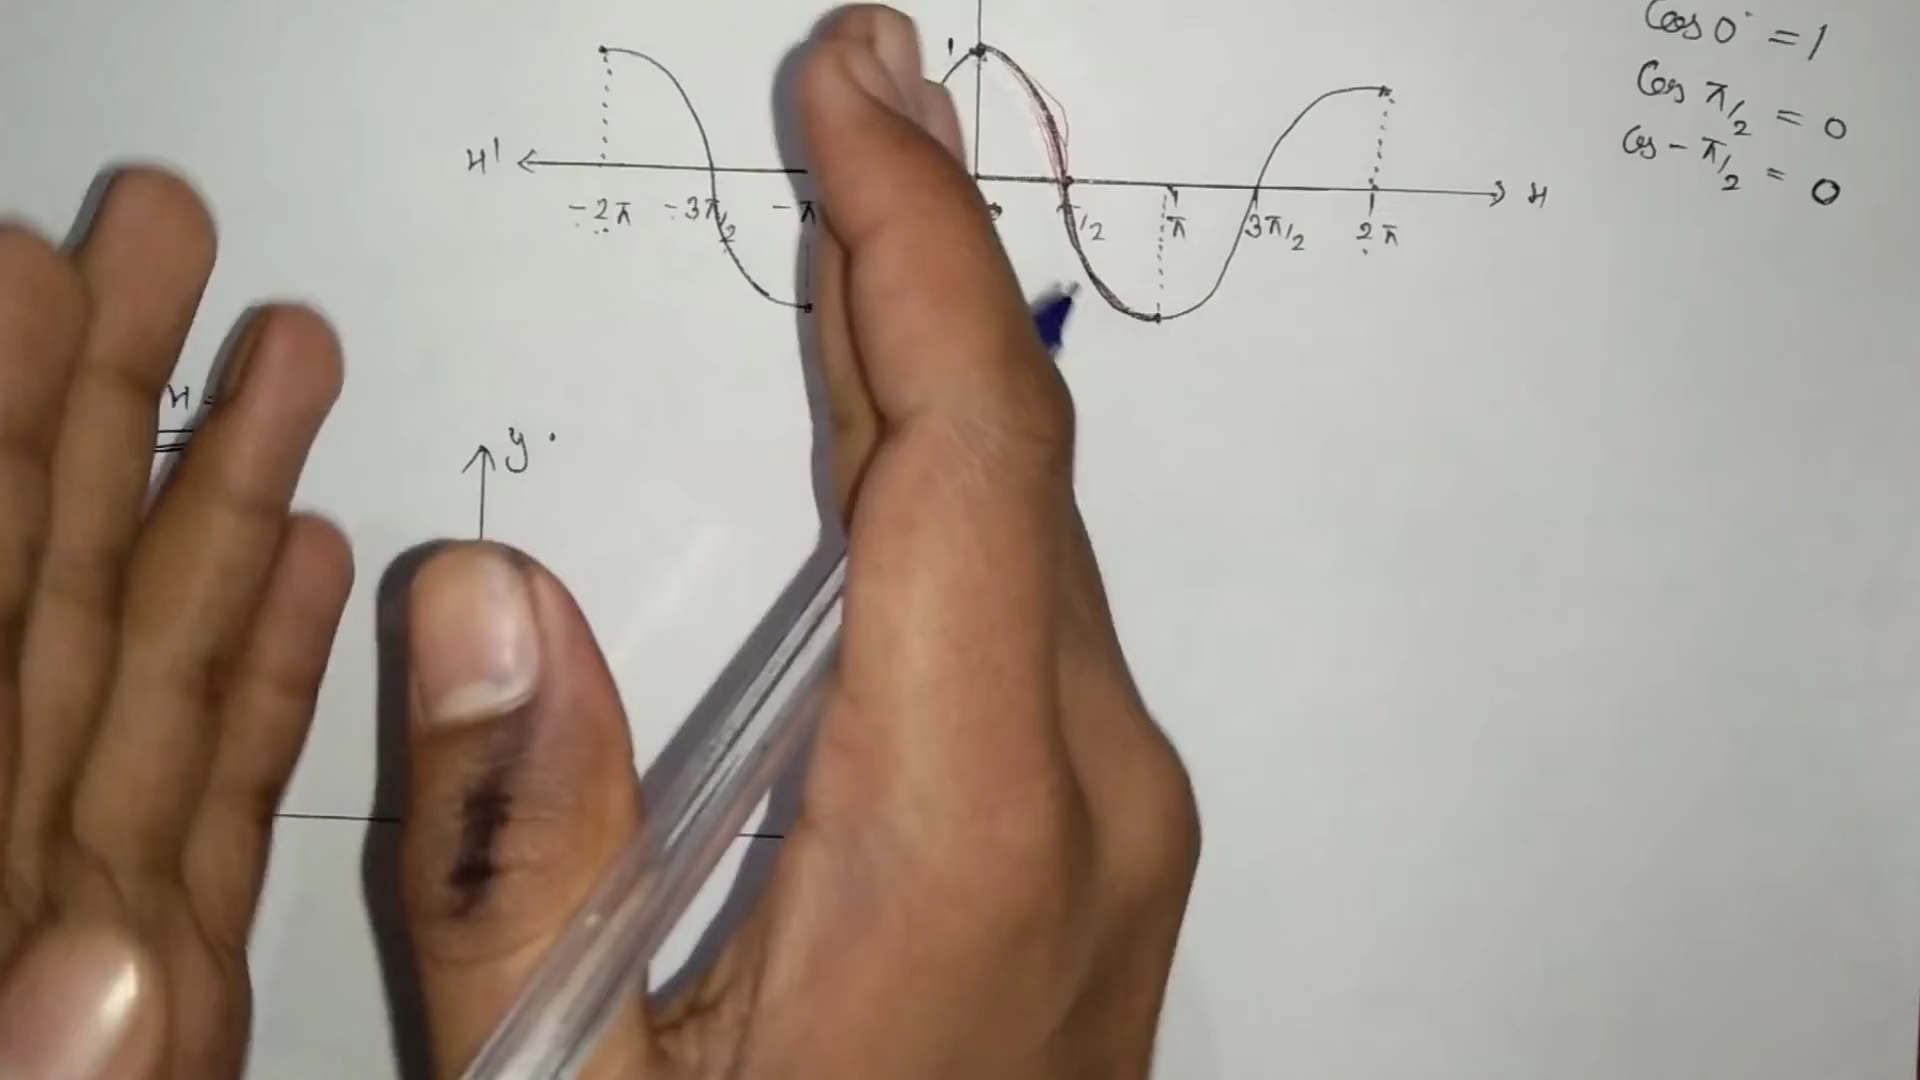 Cos 0° = 1
Cos π/2 = 0
Cos - π/2 = 0
1
x'
x
-2π -3π/2 -π π/2 π 3π/2 2π
x
y